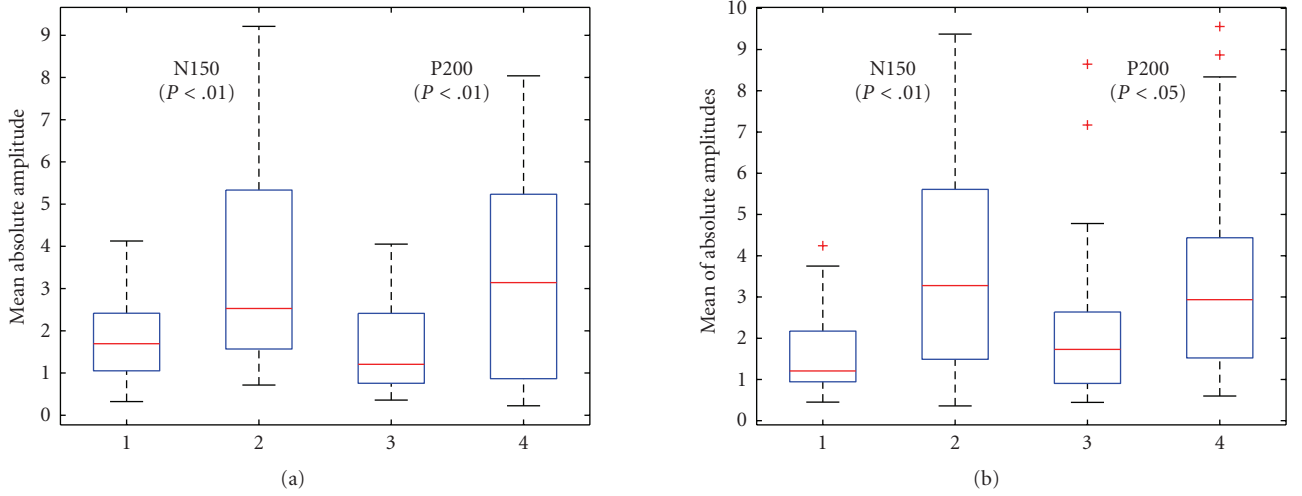 9
8
7
6
5
4
3
2
1
0
Mean absolute amplitude
N150
(P < .01)
P200
(P < .01)
1 2 3 4
(a)
10
9
8
7
6
5
4
3
2
1
0
Mean of absolute amplitudes
N150
(P < .01)
P200
(P < .05)
1 2 3 4
(b)